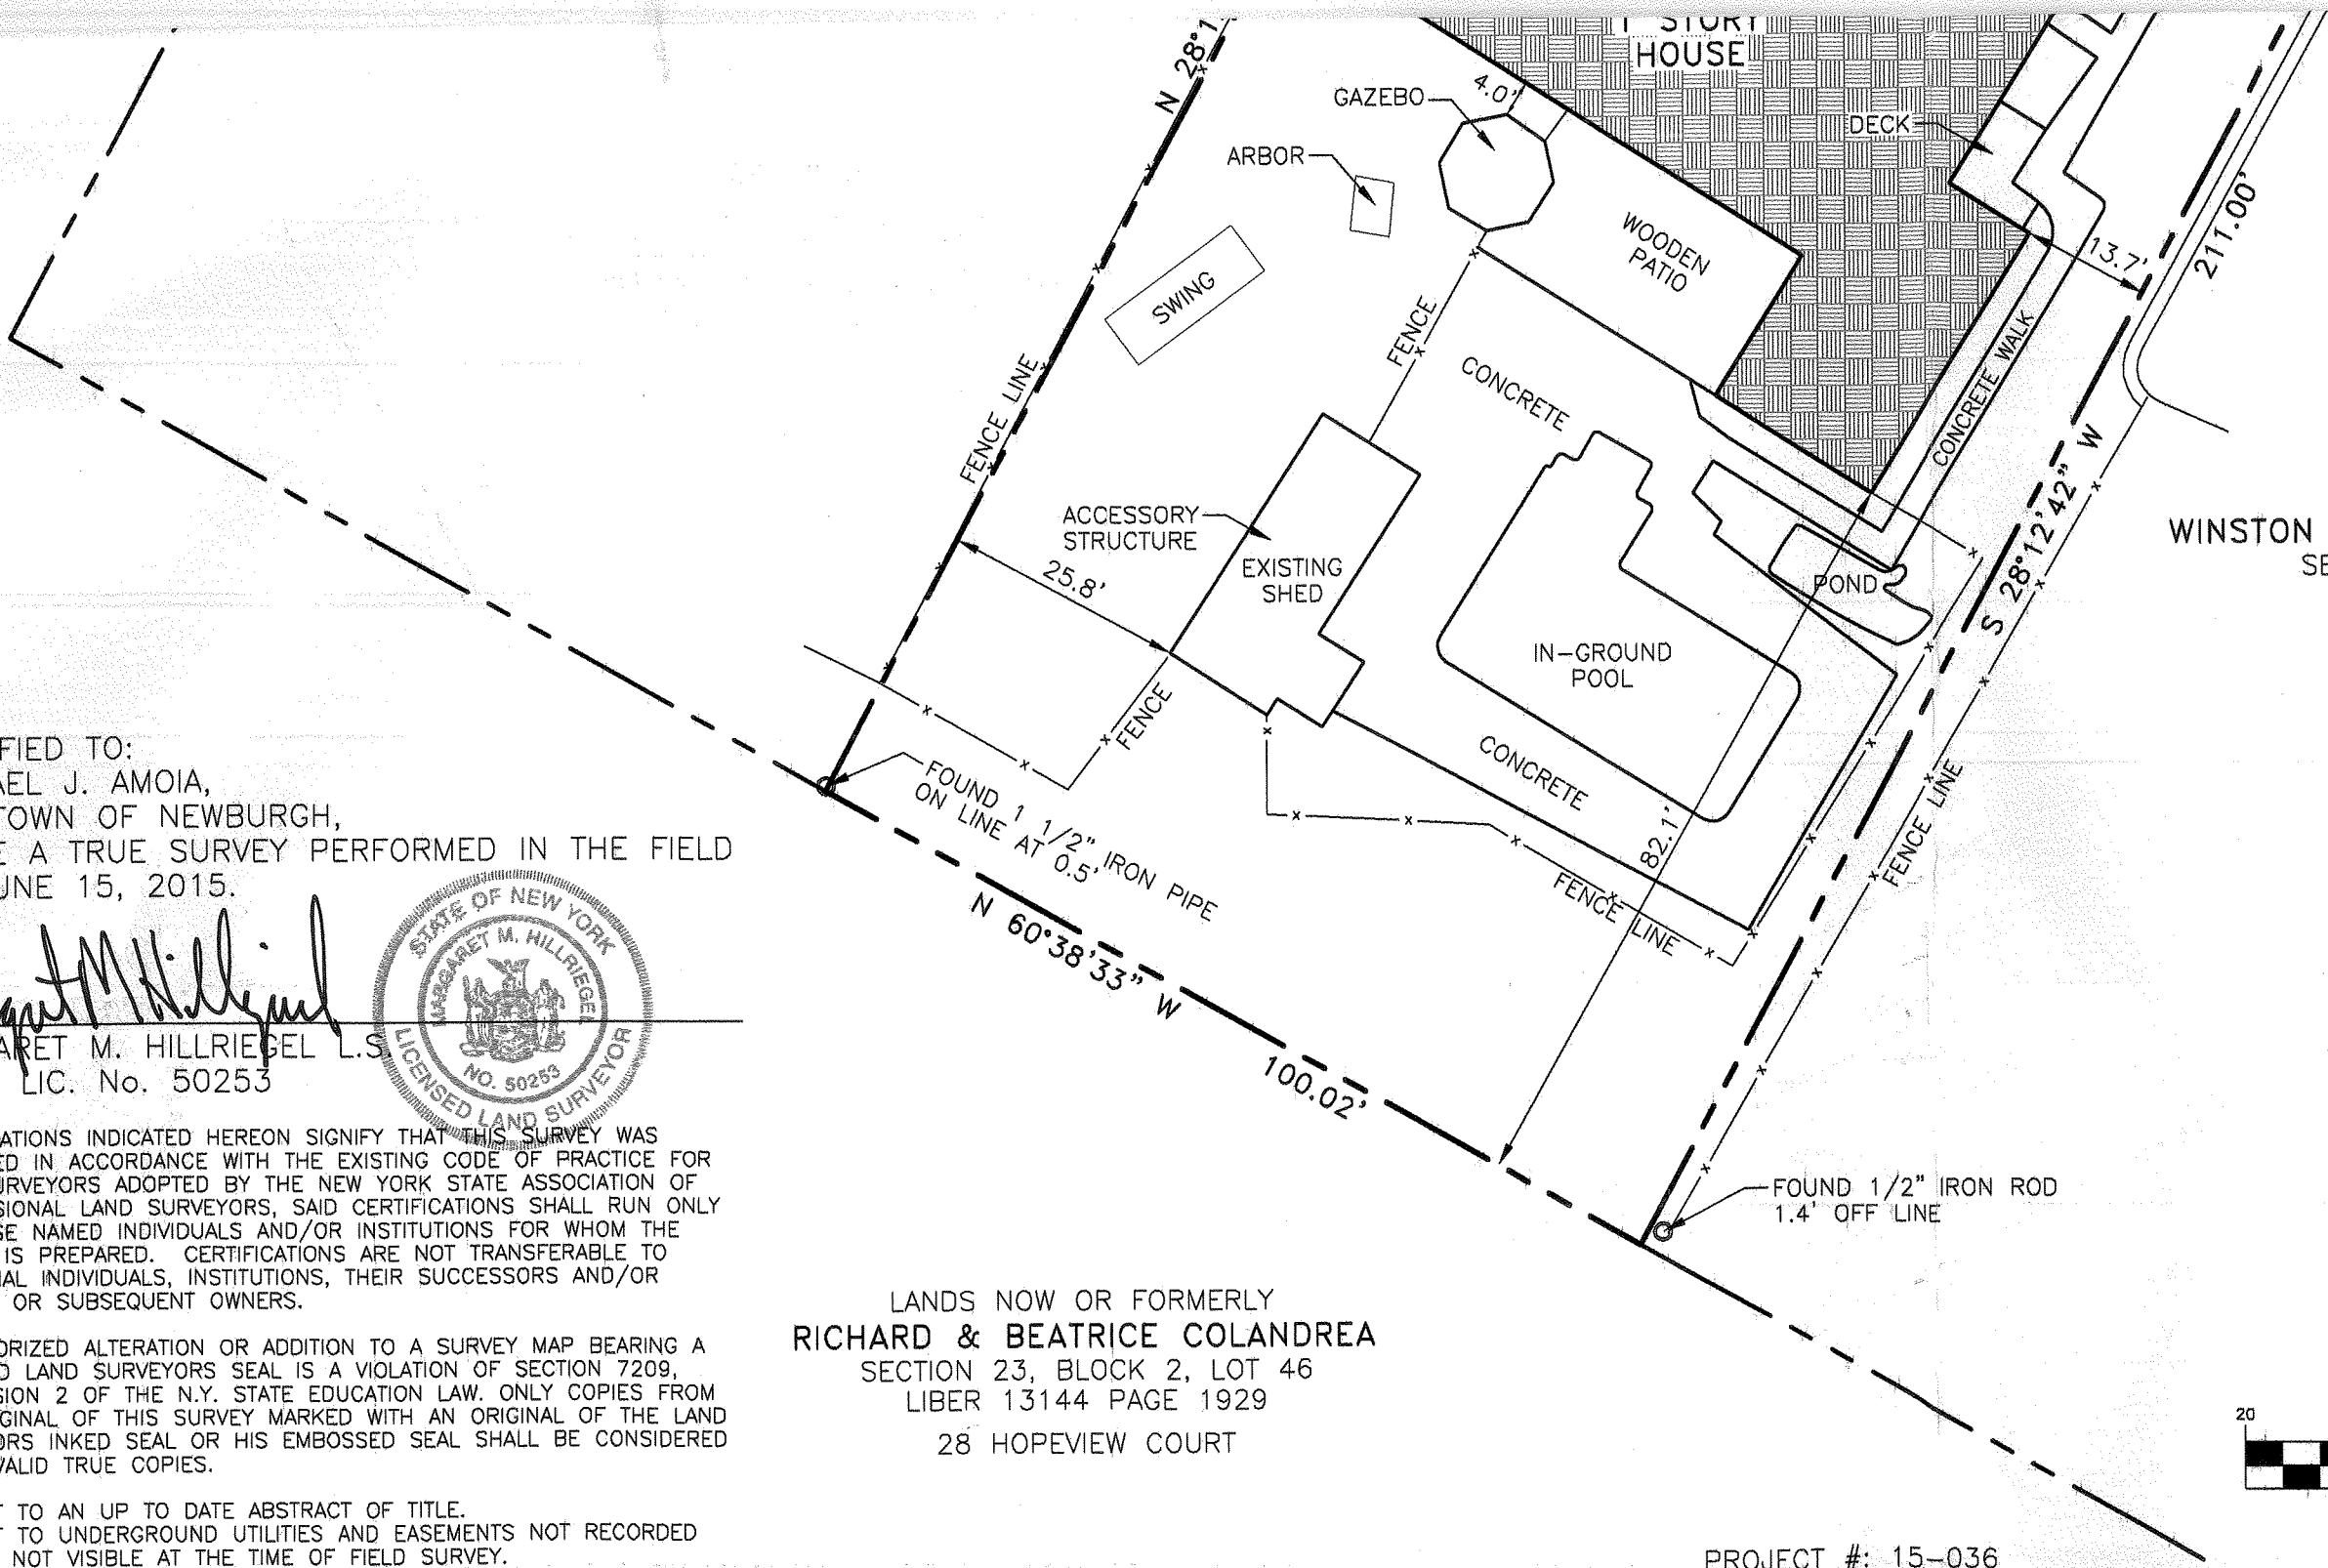 N 28°1
1 STORY
HOUSE
GAZEBO
4.0'
ARBOR
DECK
SWING
WOODEN
PATIO
13.7'
211.00'
FENCE
FENCE LINE
CONCRETE
CONCRETE WALK
ACCESSORY
STRUCTURE
EXISTING
SHED
25.8'
POND
S 28°12'42" W
WINSTON
SE
IN-GROUND
POOL
FENCE
CONCRETE
82.1'
FENCE LINE
FENCE LINE
FOUND 1 1/2" IRON PIPE
ON LINE AT 0.5'
N 60°38'33" W
100.02'
FOUND 1/2" IRON ROD
1.4' OFF LINE
FIED TO:
AEL J. AMOIA,
TOWN OF NEWBURGH,
E A TRUE SURVEY PERFORMED IN THE FIELD
UNE 15, 2015.
STATE OF NEW YORK
MARGARET M. HILLRIEGEL
NO. 50253
LICENSED LAND SURVEYOR
ARET M. HILLRIEGEL L.S.
LIC. No. 50253
ATIONS INDICATED HEREON SIGNIFY THAT THIS SURVEY WAS
ED IN ACCORDANCE WITH THE EXISTING CODE OF PRACTICE FOR
URVEYORS ADOPTED BY THE NEW YORK STATE ASSOCIATION OF
SIONAL LAND SURVEYORS, SAID CERTIFICATIONS SHALL RUN ONLY
SE NAMED INDIVIDUALS AND/OR INSTITUTIONS FOR WHOM THE
IS PREPARED. CERTIFICATIONS ARE NOT TRANSFERABLE TO
NAL INDIVIDUALS, INSTITUTIONS, THEIR SUCCESSORS AND/OR
OR SUBSEQUENT OWNERS.
ORIZED ALTERATION OR ADDITION TO A SURVEY MAP BEARING A
D LAND SURVEYORS SEAL IS A VIOLATION OF SECTION 7209,
SION 2 OF THE N.Y. STATE EDUCATION LAW. ONLY COPIES FROM
GINAL OF THIS SURVEY MARKED WITH AN ORIGINAL OF THE LAND
ORS INKED SEAL OR HIS EMBOSSED SEAL SHALL BE CONSIDERED
VALID TRUE COPIES.
T TO AN UP TO DATE ABSTRACT OF TITLE.
T TO UNDERGROUND UTILITIES AND EASEMENTS NOT RECORDED
NOT VISIBLE AT THE TIME OF FIELD SURVEY.
LANDS NOW OR FORMERLY
RICHARD & BEATRICE COLANDREA
SECTION 23, BLOCK 2, LOT 46
LIBER 13144 PAGE 1929
28 HOPEVIEW COURT
20
PROJECT #: 15-036